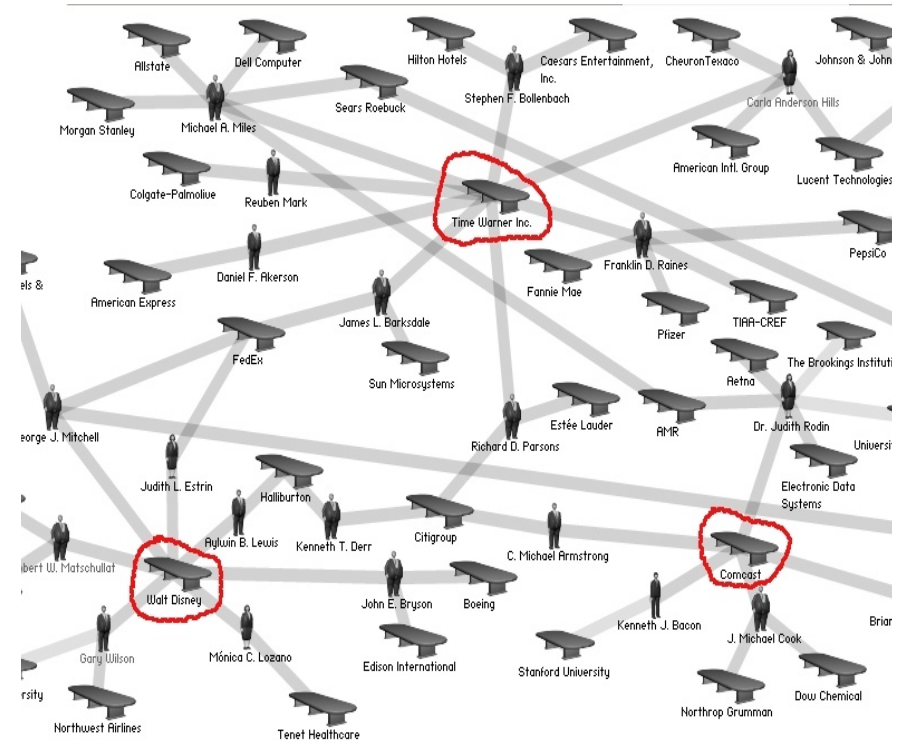 Allstate
Dell Computer
Hilton Hotels
Caesars Entertainment,
Inc.
ChevronTexaco
Johnson & John
Morgan Stanley
Michael A. Miles
Sears Roebuck
Stephen F. Bollenbach
Carla Anderson Hills
Colgate-Palmolive
Reuben Mark
American Intl. Group
Lucent Technologies
Time Warner Inc.
els &
American Express
Daniel F. Akerson
Fannie Mae
Franklin D. Raines
PepsiCo
James L. Barksdale
Pfizer
TIAA-CREF
FedEx
Sun Microsystems
Aetna
The Brookings Instituti
eorge J. Mitchell
Richard D. Parsons
Estée Lauder
AMR
Dr. Judith Rodin
Universi
Judith L. Estrin
Halliburton
Electronic Data
Systems
Aylwin B. Lewis
Kenneth T. Derr
Citigroup
C. Michael Armstrong
bert W. Matschullat
Walt Disney
John E. Bryson
Boeing
Comcast
Kenneth J. Bacon
J. Michael Cook
Brian
Gary Wilson
Mónica C. Lozano
Edison International
Stanford University
rsity
Northwest Airlines
Tenet Healthcare
Northrop Grumman
Dow Chemical